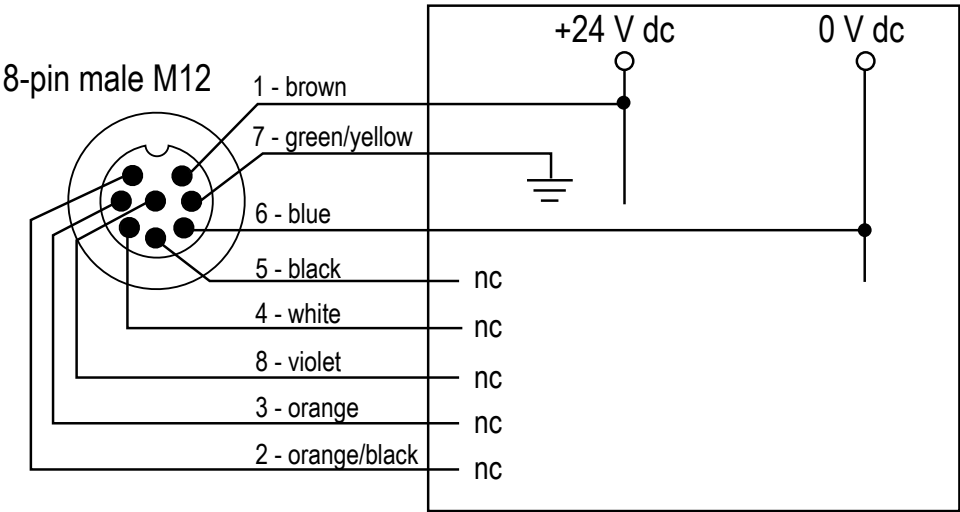 +24 V dc
0 V dc
8-pin male M12
1 - brown
7 - green/yellow
6 - blue
5 - black
nc
4 - white
nc
8 - violet
nc
3 - orange
nc
2 - orange/black
nc